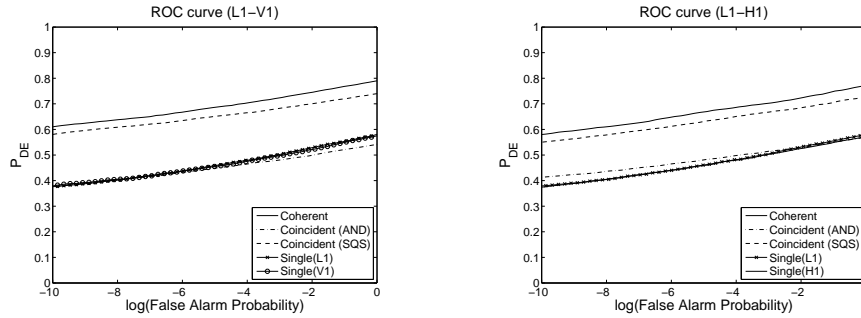 ROC curve (L1−V1)
1
0.9
0.8
0.7
0.6
0.5
0.4
0.3
0.2
0.1
0
P_DE
−10
−8
−6
−4
−2
0
log(False Alarm Probability)
Coherent
Coincident (AND)
Coincident (SQS)
Single(L1)
Single(V1)
ROC curve (L1−H1)
1
0.9
0.8
0.7
0.6
0.5
0.4
0.3
0.2
0.1
0
P_DE
−10
−8
−6
−4
−2
log(False Alarm Probability)
Coherent
Coincident (AND)
Coincident (SQS)
Single(L1)
Single(H1)